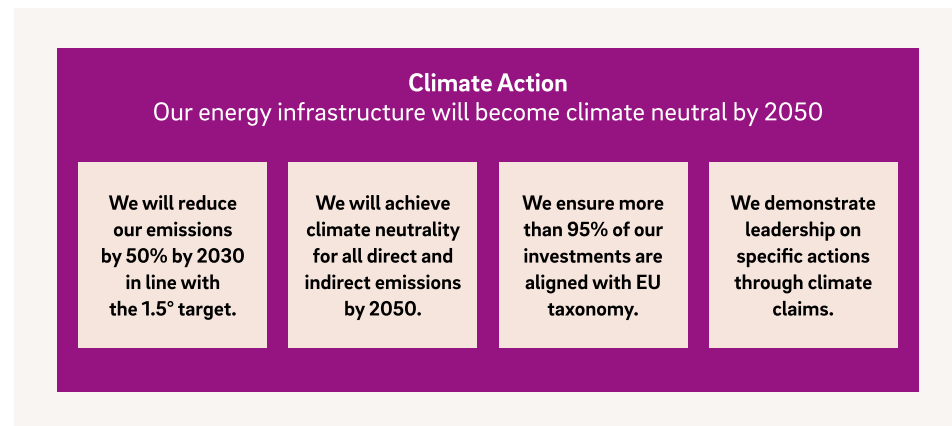 Climate Action
Our energy infrastructure will become climate neutral by 2050
We will reduce
our emissions
by 50% by 2030
in line with
the 1.5° target.
We will achieve
climate neutrality
for all direct and
indirect emissions
by 2050.
We ensure more
than 95% of our
investments are
aligned with EU
taxonomy.
We demonstrate
leadership on
specific actions
through climate
claims.